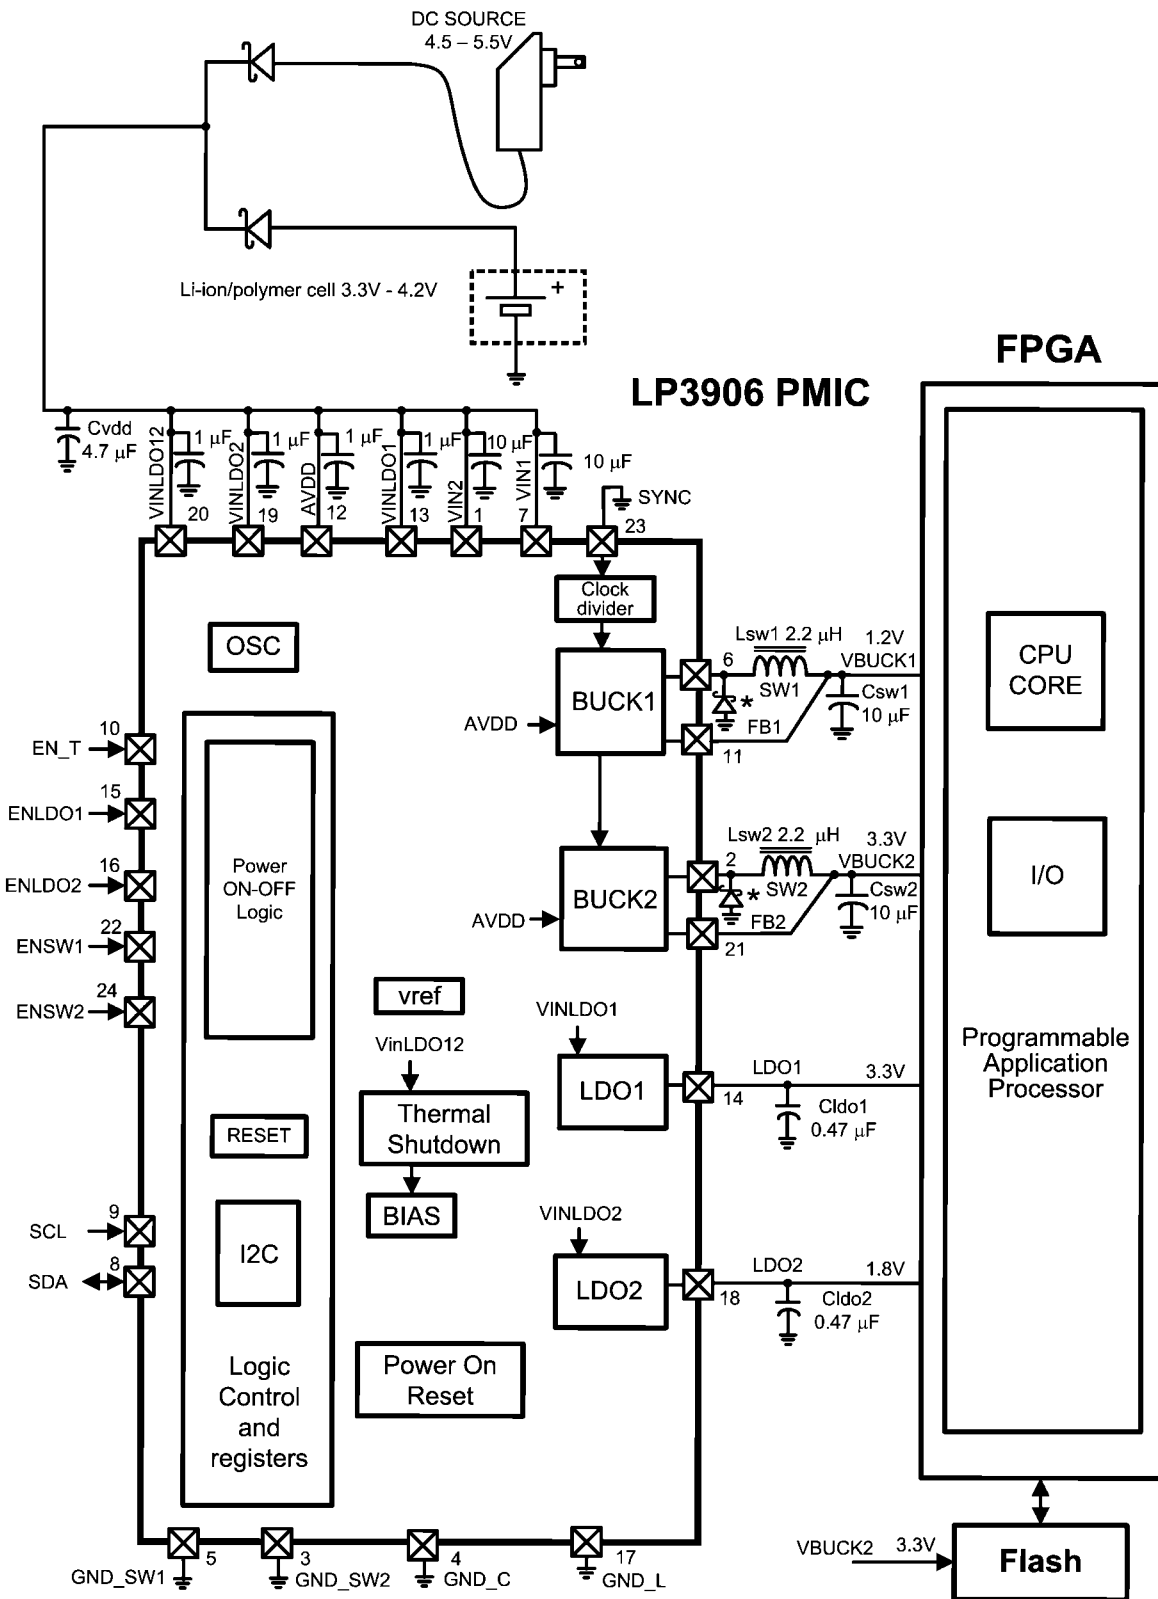 DC SOURCE
4.5 – 5.5V
Li-ion/polymer cell 3.3V - 4.2V
+
FPGA
LP3906 PMIC
Cvdd
4.7 µF
VINLDO12
1 µF
20
VINLDO2
1 µF
19
AVDD
1 µF
12
VINLDO1
1 µF
13
VIN2
10 µF
1
VIN1
10 µF
7
SYNC
23
Clock
divider
OSC
BUCK1
AVDD
6
Lsw1 2.2 µH
SW1
1.2V
VBUCK1
*
Csw1
10 µF
FB1
11
CPU
CORE
10
EN_T
15
ENLDO1
16
ENLDO2
22
ENSW1
24
ENSW2
Power
ON-OFF
Logic
BUCK2
AVDD
2
Lsw2 2.2 µH
SW2
3.3V
VBUCK2
*
Csw2
10 µF
FB2
21
I/O
vref
VinLDO12
Thermal
Shutdown
BIAS
VINLDO1
LDO1
14
LDO1
3.3V
Cldo1
0.47 µF
Programmable
Application
Processor
RESET
9
SCL
8
SDA
I2C
VINLDO2
LDO2
18
LDO2
1.8V
Cldo2
0.47 µF
Power On
Reset
Logic
Control
and
registers
5
GND_SW1
3
GND_SW2
4
GND_C
17
GND_L
VBUCK2 3.3V
Flash